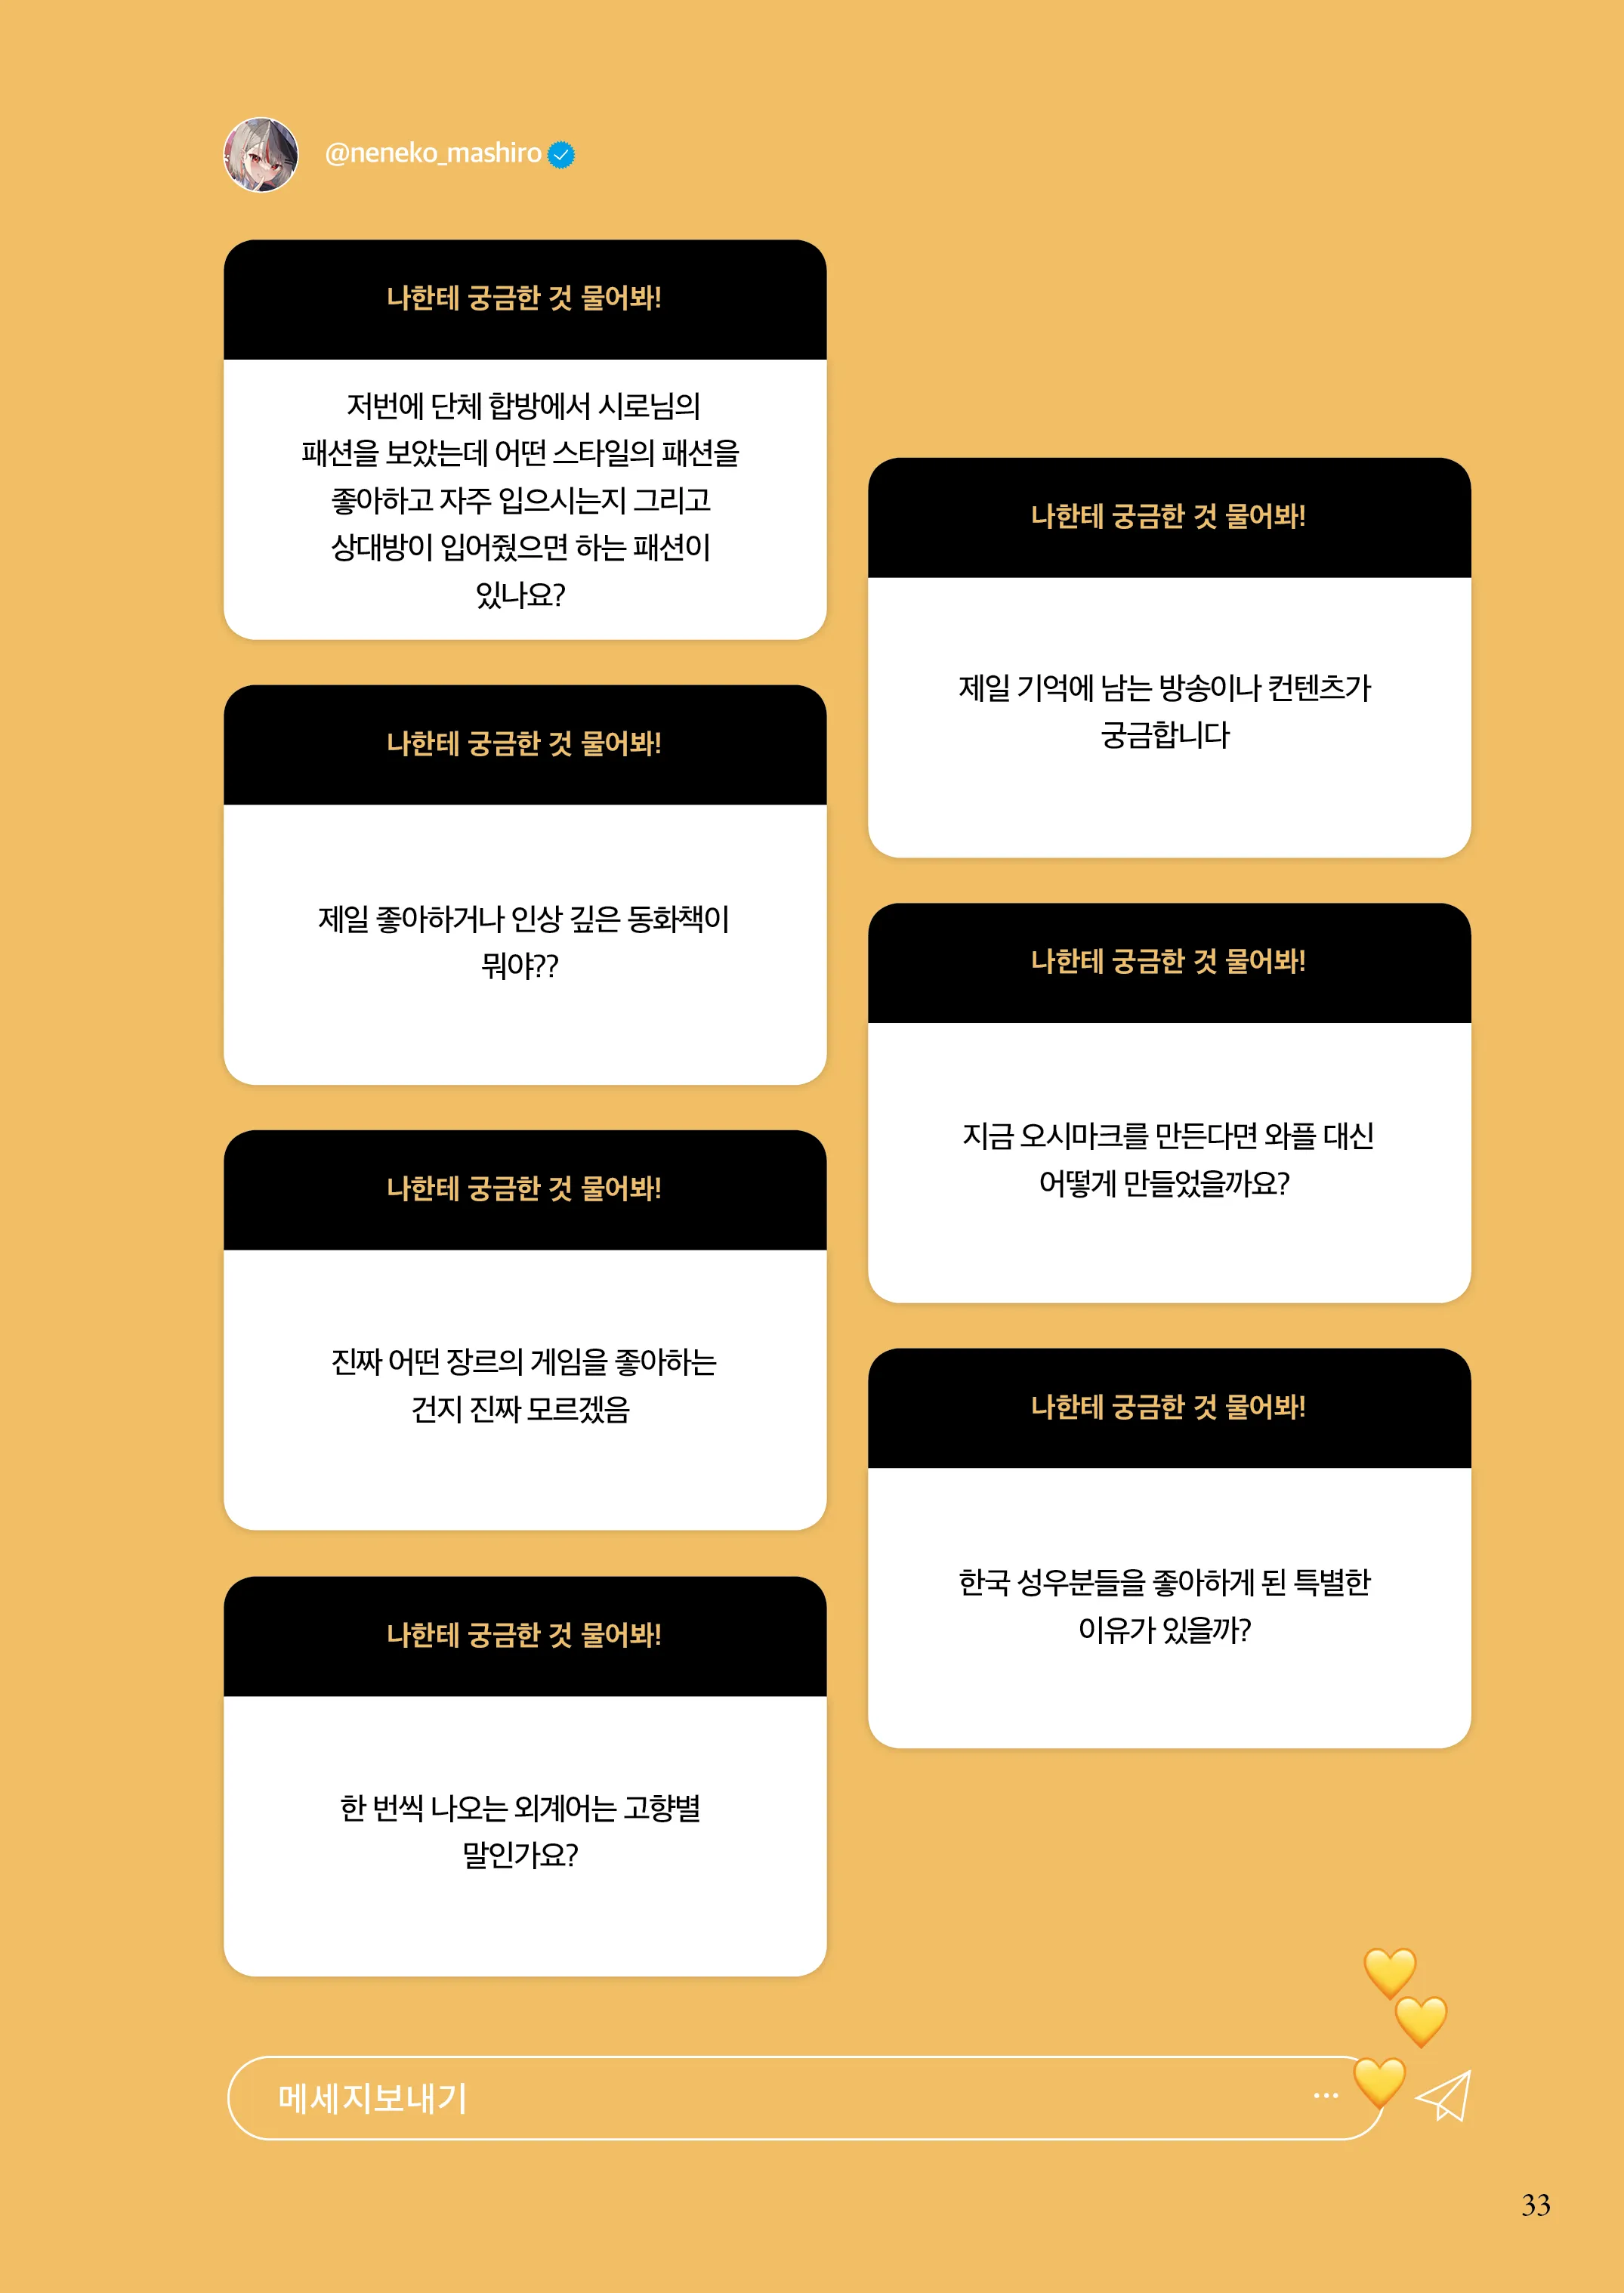 @neneko_mashiro
나한테 궁금한 것 물어봐!
저번에 단체 합방에서 시로님의
패션을 보았는데 어떤 스타일의 패션을
좋아하고 자주 입으시는지 그리고
상대방이 입어줬으면 하는 패션이
있나요?
나한테 궁금한 것 물어봐!
제일 좋아하거나 인상 깊은 동화책이
뭐야??
나한테 궁금한 것 물어봐!
진짜 어떤 장르의 게임을 좋아하는
건지 진짜 모르겠음
나한테 궁금한 것 물어봐!
한 번씩 나오는 외계어는 고향별
말인가요?
나한테 궁금한 것 물어봐!
제일 기억에 남는 방송이나 컨텐츠가
궁금합니다
나한테 궁금한 것 물어봐!
지금 오시마크를 만든다면 와플 대신
어떻게 만들었을까요?
나한테 궁금한 것 물어봐!
한국 성우분들을 좋아하게 된 특별한
이유가 있을까?
메세지보내기
33